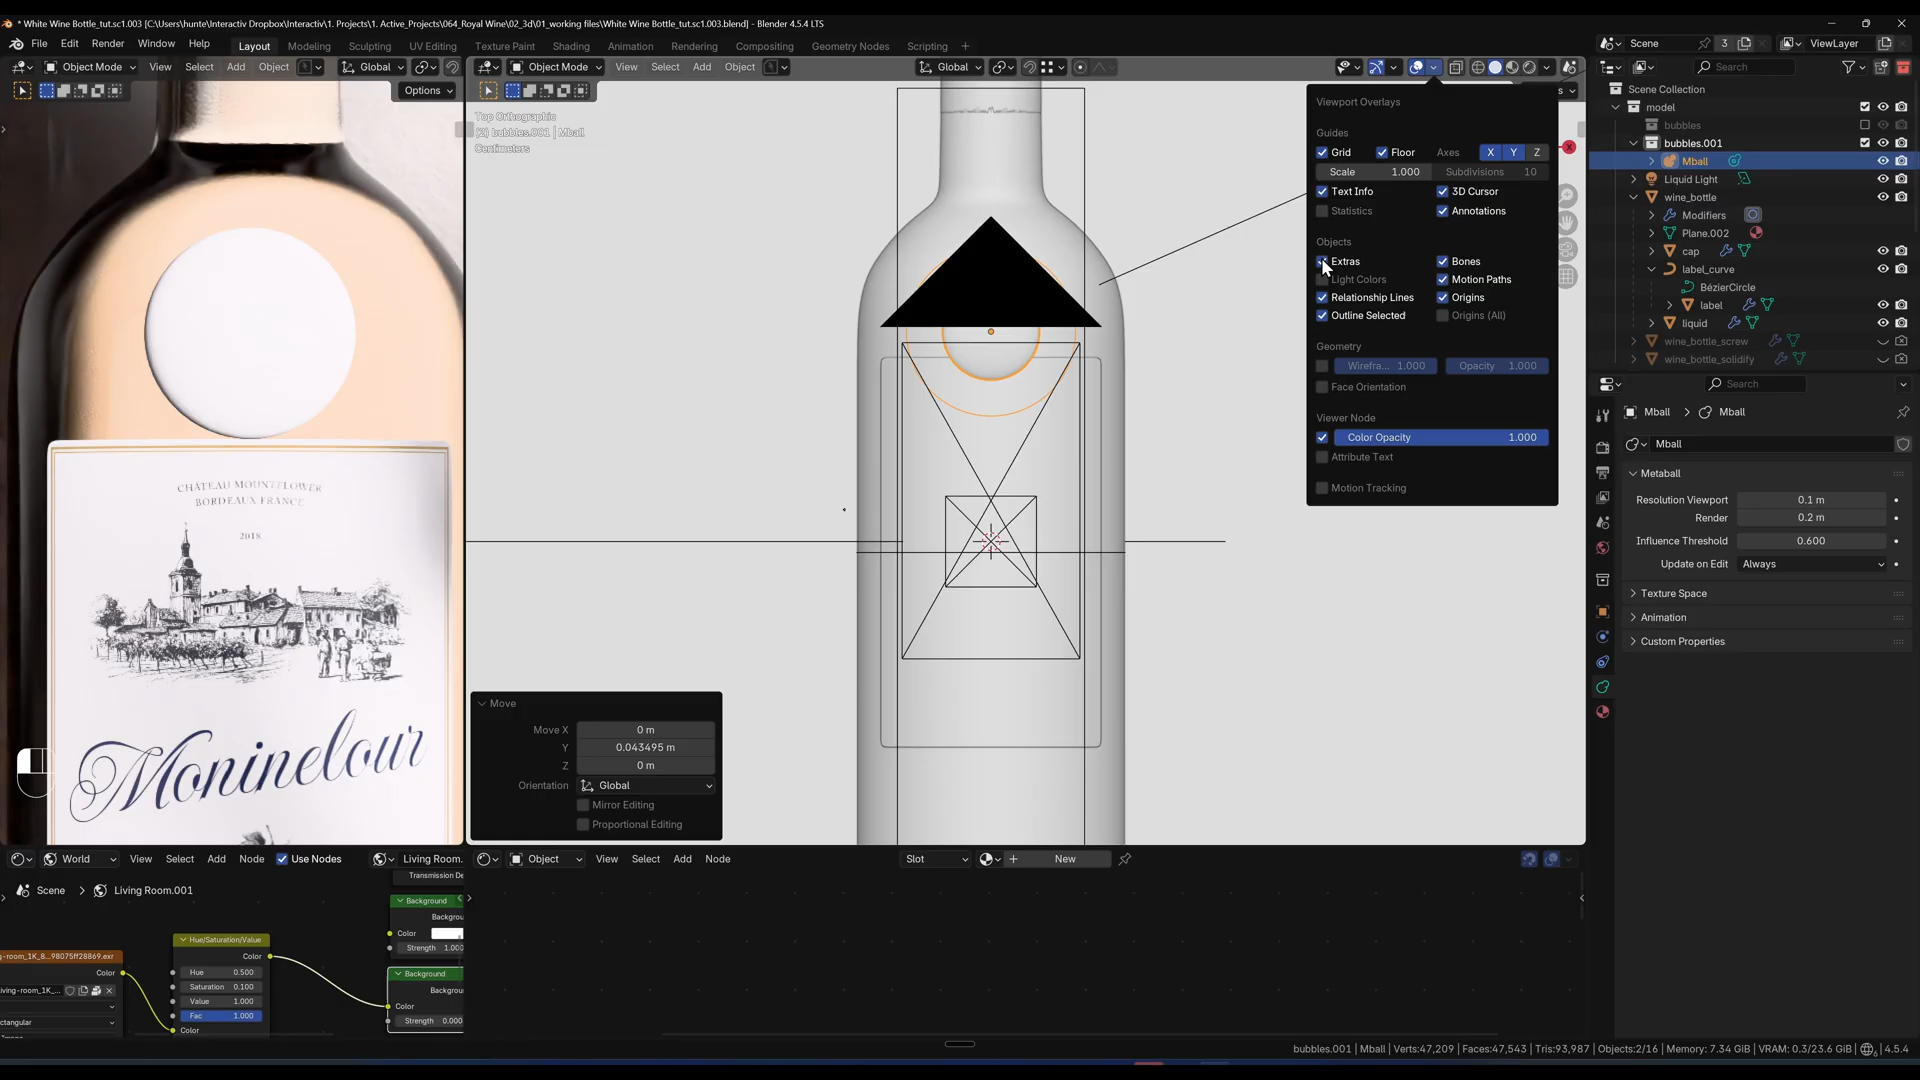 * White Wine Bottle_tut.sc1.003 [C:\Users\hunte\Interactiv Dropbox\Interactiv\1. Projects\1. Active_Projects\064_Royal Wine\02_3d\01_working files\White Wine Bottle_tut.sc1.003.blend] - Blender 4.5.4 LTS
File Edit Render Window Help Layout Modeling Sculpting UV Editing Texture Paint Shading Animation Rendering Compositing Geometry Nodes Scripting + Scene 3 ViewLayer
Object Mode View Select Add Object Global Object Mode View Select Add Object Global Search
Options
Top Orthographic
(2) bubbles.001 | Mball
Centimeters
Viewport Overlays
Guides
Grid Floor Axes X Y Z
Scale 1.000 Subdivisions 10
Text Info 3D Cursor
Statistics Annotations
Objects
Extras Bones
Light Colors Motion Paths
Relationship Lines Origins
Outline Selected Origins (All)
Geometry
Wirefra... 1.000 Opacity 1.000
Face Orientation
Viewer Node
Color Opacity 1.000
Attribute Text
Motion Tracking
Scene Collection
model
bubbles
bubbles.001
Mball
Liquid Light
wine_bottle
Modifiers
Plane.002
cap
label_curve
BézierCircle
label
liquid
wine_bottle_screw
wine_bottle_solidify
Search
Mball > Mball
Mball
Metaball
Resolution Viewport 0.1 m
Render 0.2 m
Influence Threshold 0.600
Update on Edit Always
Texture Space
Animation
Custom Properties
CHÂTEAU MOUNTFLOWER
BORDEAUX FRANCE
2018
Moninelour
Move
Move X 0 m
Y 0.043495 m
Z 0 m
Orientation Global
Mirror Editing
Proportional Editing
World View Select Add Node Use Nodes Living Room. Object View Select Add Node Slot New
Scene > Living Room.001
Transmission De
Background
Backgrou
Color
Strength 1.000
Hue/Saturation/Value
Color
Hue 0.500
Saturation 0.100
Value 1.000
Fac 1.000
Color
g-room_1K_8...98075ff28869.exr
Color
iving-room_1K_...
ctangular
Background
Backgrou
Color
Strength 0.000
bubbles.001 | Mball | Verts:47,209 | Faces:47,543 | Tris:93,987 | Objects:2/16 | Memory: 7.34 GiB | VRAM: 0.3/23.6 GiB | 4.5.4